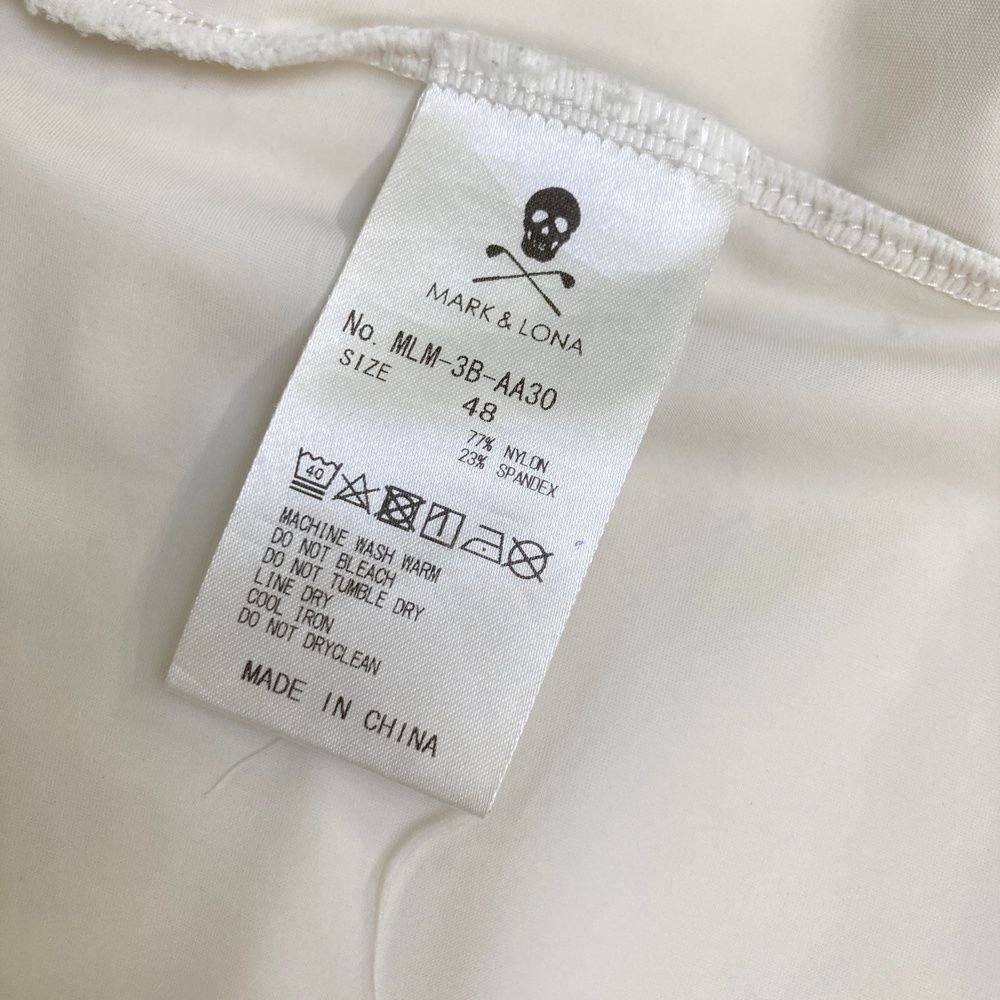 MARK & LONA
No. MLM-3B-AA30
SIZE 48
77% NYLON
23% SPANDEX
40
MACHINE WASH WARM
DO NOT BLEACH
DO NOT TUMBLE DRY
LINE DRY
COOL IRON
DO NOT DRYCLEAN
MADE IN CHINA